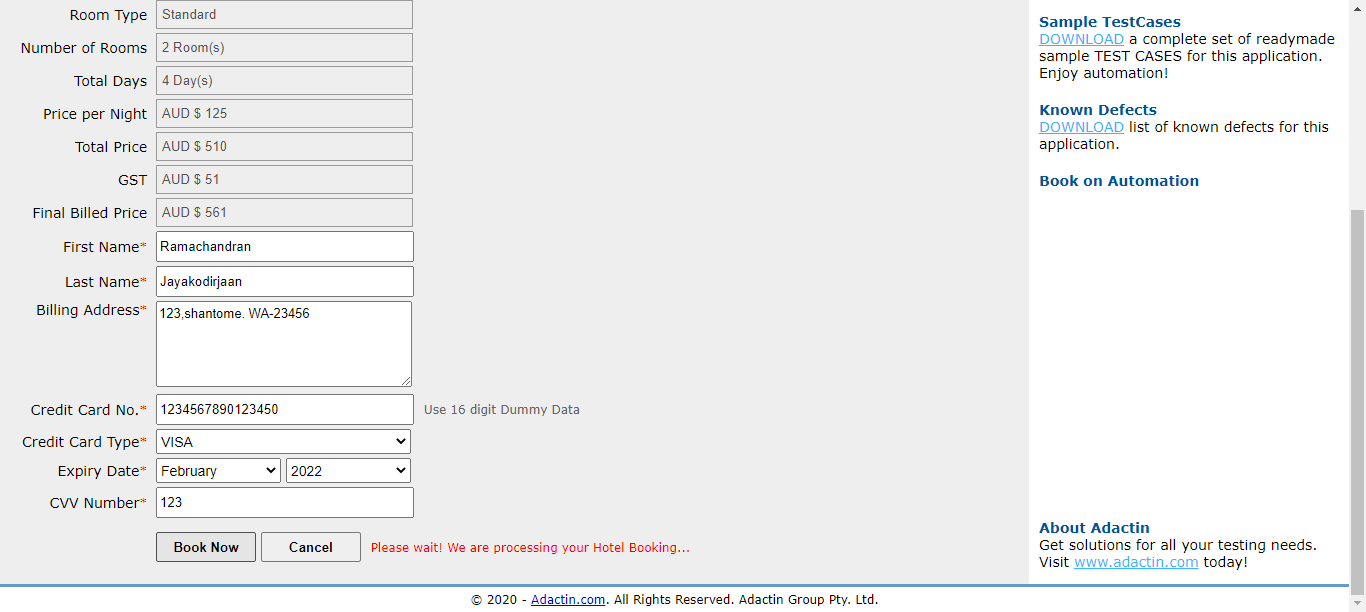 Room Type Standard
Number of Rooms 2 Room(s)
Total Days 4 Day(s)
Price per Night AUD $ 125
Total Price AUD $ 510
GST AUD $ 51
Final Billed Price AUD $ 561
First Name* Ramachandran
Last Name* Jayakodirjaan
Billing Address* 123,shantome. WA-23456
Credit Card No.* 1234567890123450 Use 16 digit Dummy Data
Credit Card Type* VISA
Expiry Date* February 2022
CVV Number* 123
Book Now Cancel Please wait! We are processing your Hotel Booking...
Sample TestCases
DOWNLOAD a complete set of readymade
sample TEST CASES for this application.
Enjoy automation!
Known Defects
DOWNLOAD list of known defects for this
application.
Book on Automation
About Adactin
Get solutions for all your testing needs.
Visit www.adactin.com today!
© 2020 - Adactin.com. All Rights Reserved. Adactin Group Pty. Ltd.